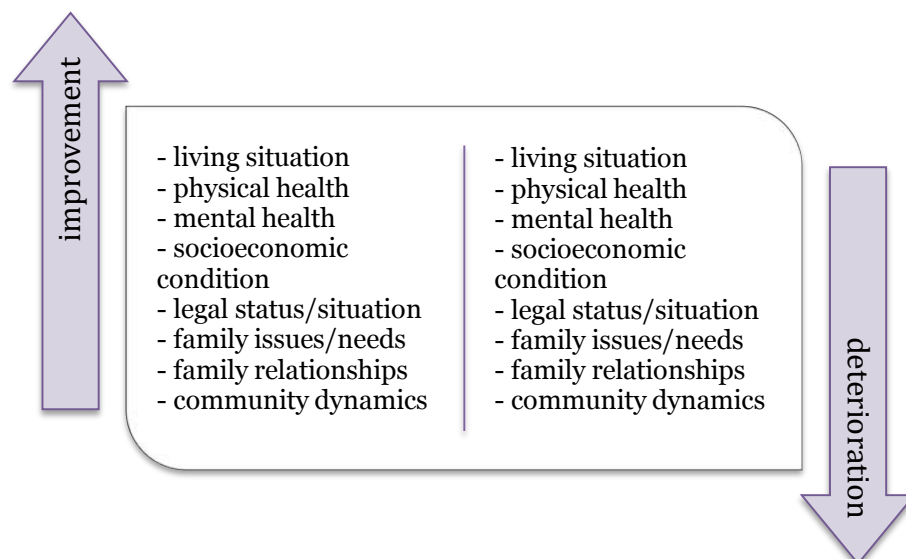 improvement
- living situation
- physical health
- mental health
- socioeconomic
condition
- legal status/situation
- family issues/needs
- family relationships
- community dynamics
- living situation
- physical health
- mental health
- socioeconomic
condition
- legal status/situation
- family issues/needs
- family relationships
- community dynamics
deterioration